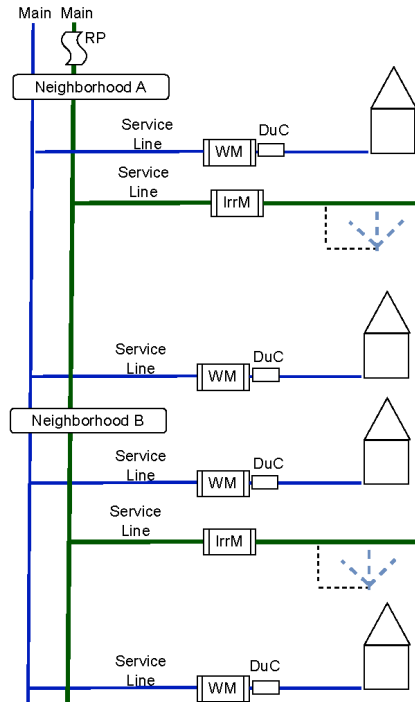 Main Main
RP
Neighborhood A
Service
Line
WM
DuC
Service
Line
IrrM
Service
Line
WM
DuC
Neighborhood B
Service
Line
WM
DuC
Service
Line
IrrM
Service
Line
WM
DuC